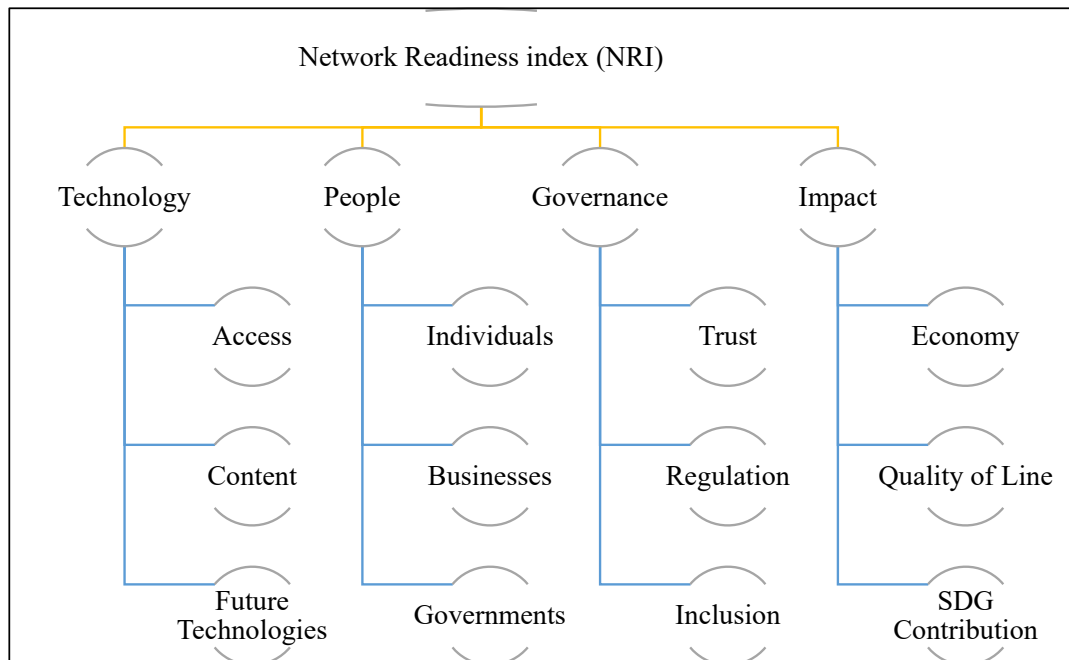 Network Readiness index (NRI)
Technology
People
Governance
Impact
Access
Individuals
Trust
Economy
Content
Businesses
Regulation
Quality of Line
Future
Technologies
Governments
Inclusion
SDG
Contribution